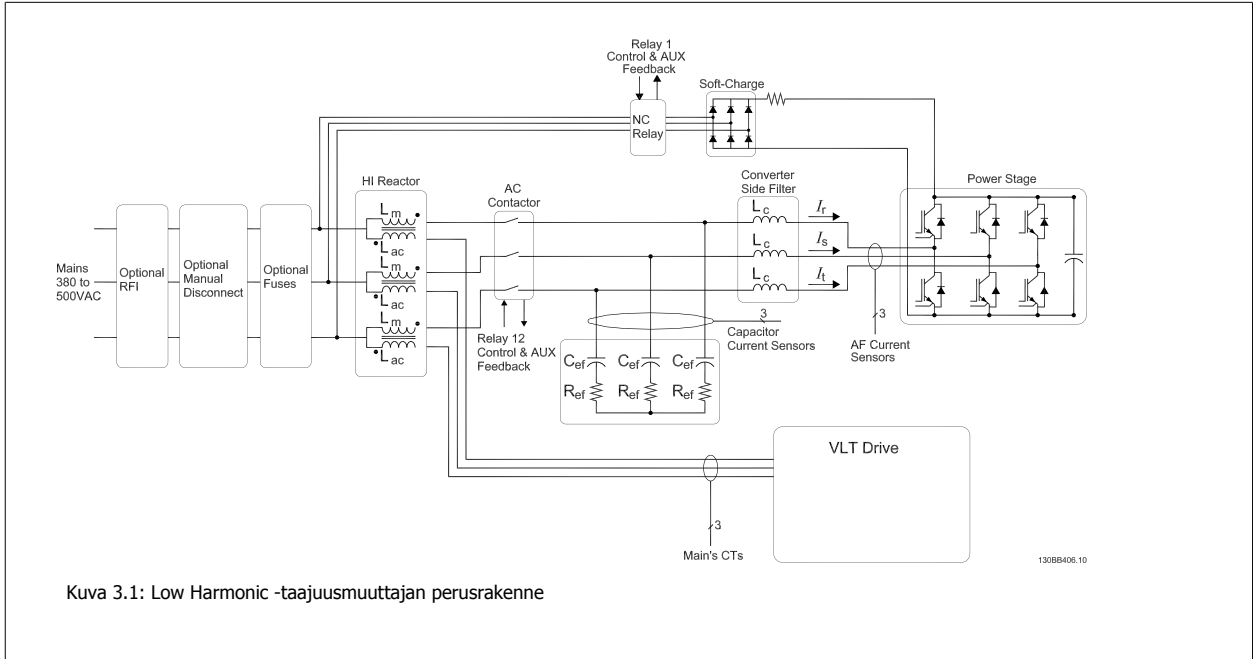 Relay 1
Control & AUX
Feedback
Soft-Charge
NC
Relay
HI Reactor
AC
Contactor
Converter
Side Filter
Power Stage
Mains
380 to
500VAC
Optional
RFI
Optional
Manual
Disconnect
Optional
Fuses
Lm
Lac
Lm
Lac
Lm
Lac
Lc
Ir
Lc
Is
Lc
It
Relay 12
Control & AUX
Feedback
3
Capacitor
Current Sensors
3
AF Current
Sensors
Cef
Cef
Cef
Ref
Ref
Ref
VLT Drive
3
Main's CTs
130BB406.10
Kuva 3.1: Low Harmonic -taajuusmuuttajan perusrakenne